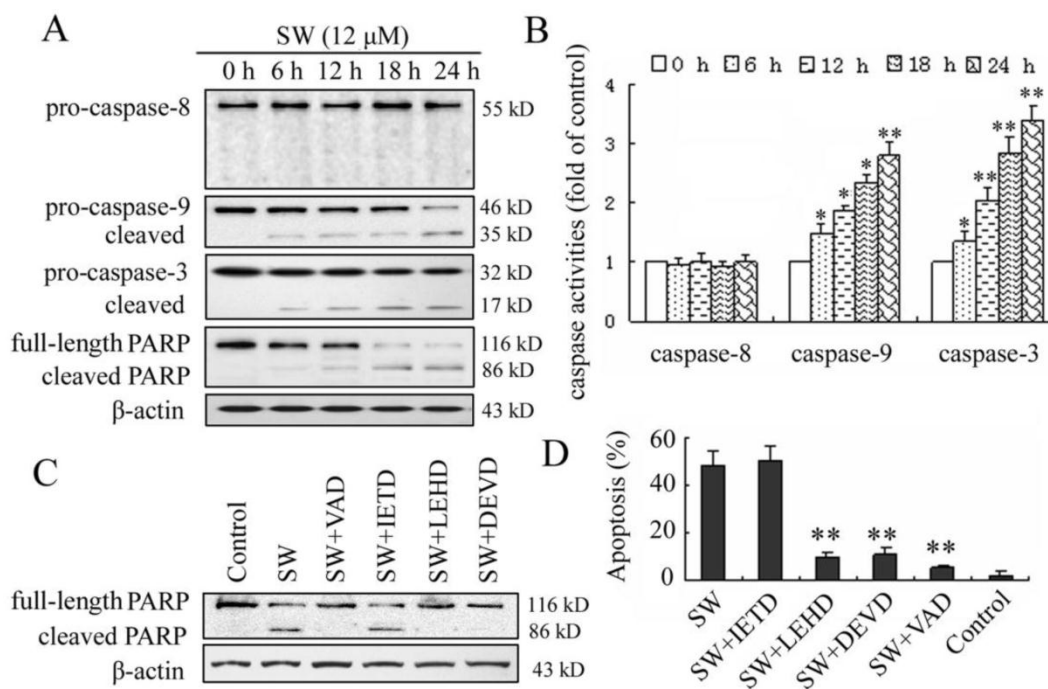 A
SW (12 μM)
0 h 6 h 12 h 18 h 24 h
pro-caspase-8 55 kD
pro-caspase-9 46 kD
cleaved 35 kD
pro-caspase-3 32 kD
cleaved 17 kD
full-length PARP 116 kD
cleaved PARP 86 kD
β-actin 43 kD
B
0 h 6 h 12 h 18 h 24 h
caspase activities (fold of control)
4
3
2
1
0
* * * **
* ** ** **
caspase-8 caspase-9 caspase-3
C
Control SW SW+VAD SW+IETD SW+LEHD SW+DEVD
full-length PARP 116 kD
cleaved PARP 86 kD
β-actin 43 kD
D
Apoptosis (%)
60
40
20
0
** ** **
SW SW+IETD SW+LEHD SW+DEVD SW+VAD Control